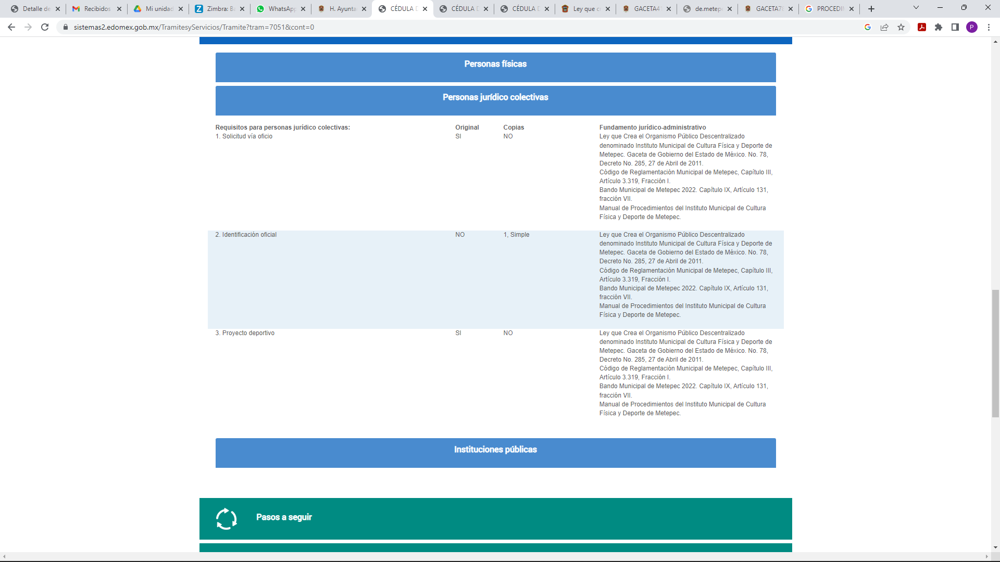 Detalle de
Recibidos
Mi unidad
Zimbra: Ba
WhatsApp
H. Ayunta
CÉDULA D
CÉDULA D
CÉDULA D
Ley que cr
GACETA41
de.metepe
GACETA78
PROCEDIM
sistemas2.edomex.gob.mx/TramitesyServicios/Tramite?tram=7051&cont=0
P
Personas físicas
Personas jurídico colectivas
Requisitos para personas jurídico colectivas: Original Copias Fundamento jurídico-administrativo
1. Solicitud vía oficio SI NO Ley que Crea el Organismo Público Descentralizado
denominado Instituto Municipal de Cultura Física y Deporte de
Metepec. Gaceta de Gobierno del Estado de México. No. 78,
Decreto No. 285, 27 de Abril de 2011.
Código de Reglamentación Municipal de Metepec, Capítulo III,
Artículo 3.319, Fracción I.
Bando Municipal de Metepec 2022. Capítulo IX, Artículo 131,
fracción VII.
Manual de Procedimientos del Instituto Municipal de Cultura
Física y Deporte de Metepec.
2. Identificación oficial NO 1, Simple Ley que Crea el Organismo Público Descentralizado
denominado Instituto Municipal de Cultura Física y Deporte de
Metepec. Gaceta de Gobierno del Estado de México. No. 78,
Decreto No. 285, 27 de Abril de 2011.
Código de Reglamentación Municipal de Metepec, Capítulo III,
Artículo 3.319, Fracción I.
Bando Municipal de Metepec 2022. Capítulo IX, Artículo 131,
fracción VII.
Manual de Procedimientos del Instituto Municipal de Cultura
Física y Deporte de Metepec.
3. Proyecto deportivo SI NO Ley que Crea el Organismo Público Descentralizado
denominado Instituto Municipal de Cultura Física y Deporte de
Metepec. Gaceta de Gobierno del Estado de México. No. 78,
Decreto No. 285, 27 de Abril de 2011.
Código de Reglamentación Municipal de Metepec, Capítulo III,
Artículo 3.319, Fracción I.
Bando Municipal de Metepec 2022. Capítulo IX, Artículo 131,
fracción VII.
Manual de Procedimientos del Instituto Municipal de Cultura
Física y Deporte de Metepec.
Instituciones públicas
Pasos a seguir